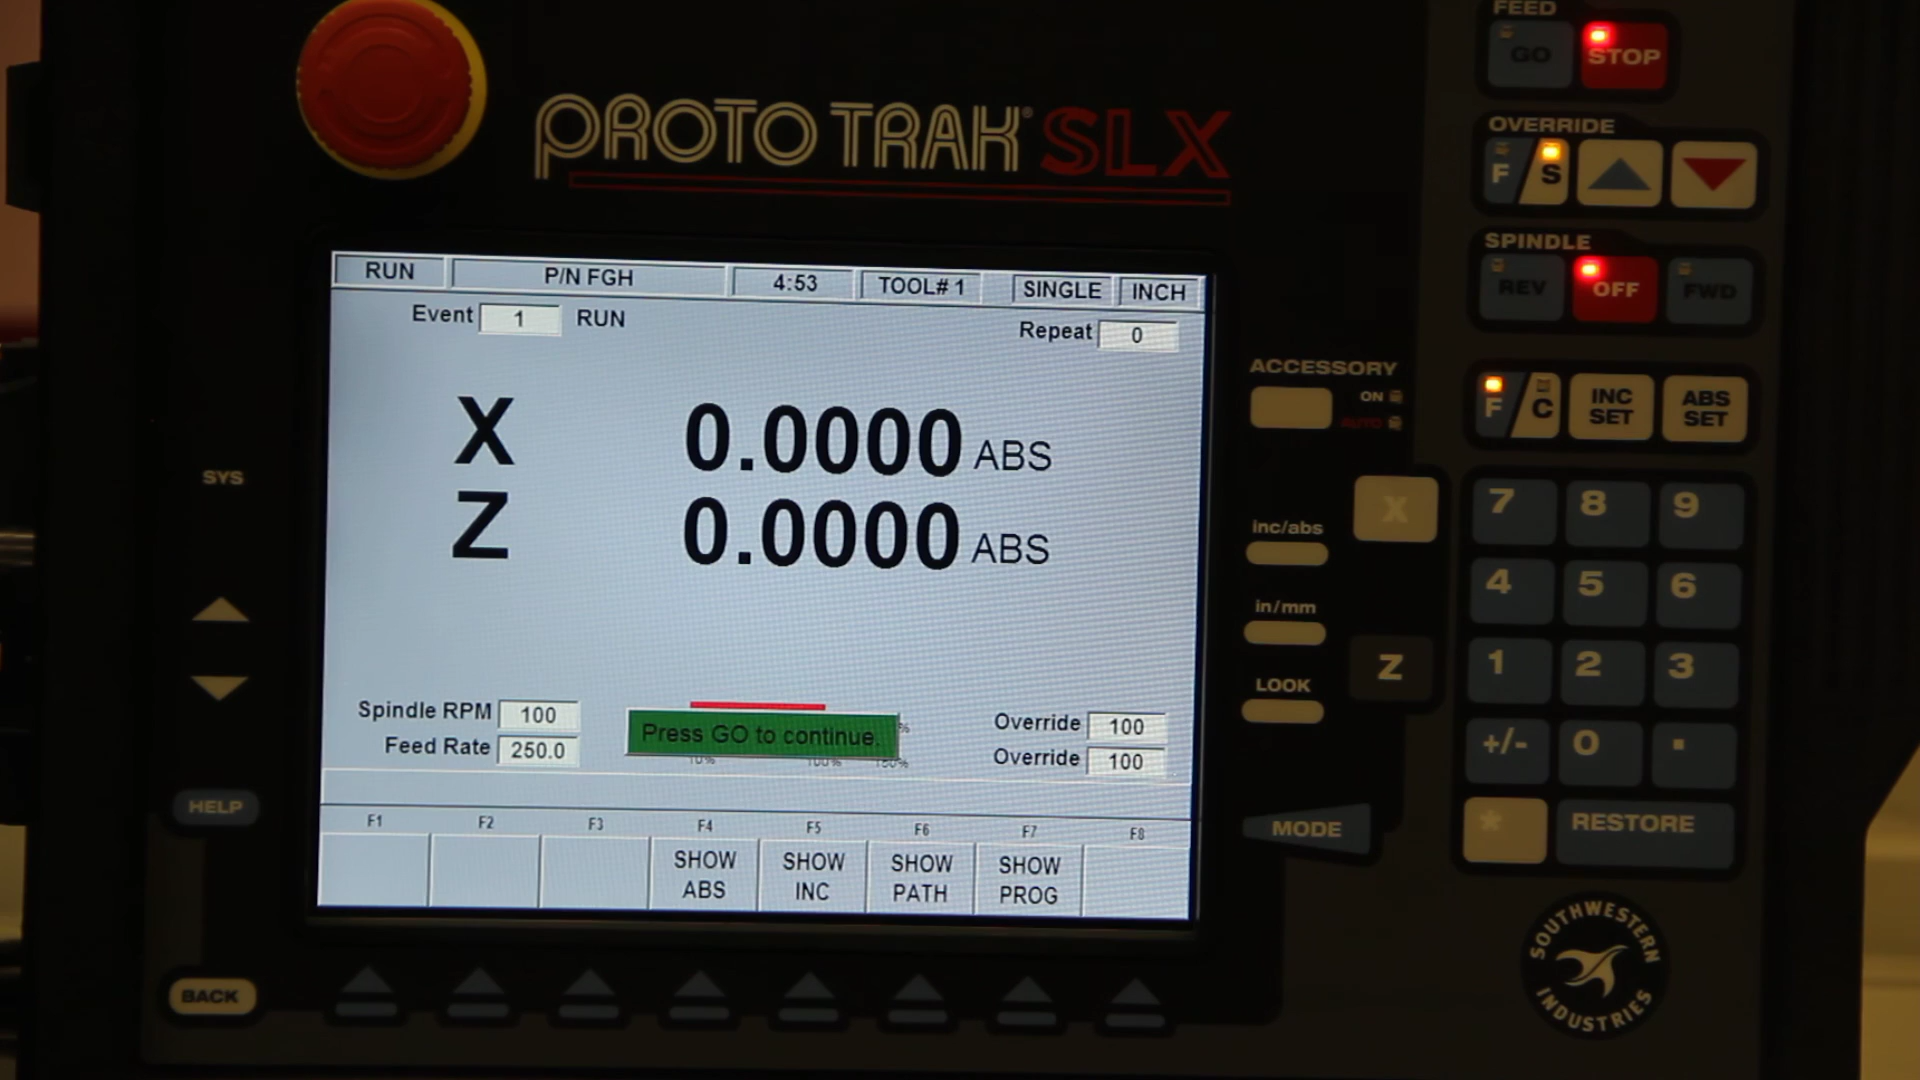 FEED
GO STOP
PROTO TRAK® SLX
OVERRIDE
F S
SPINDLE
REV OFF FWD
RUN P/N FGH 4:53 TOOL# 1 SINGLE INCH
Event 1 RUN
Repeat 0
X 0.0000 ABS
Z 0.0000 ABS
Spindle RPM 100
Feed Rate 250.0
Press GO to continue.
10% 100% 150%
Override 100
Override 100
F1 F2 F3 F4 F5 F6 F7 F8
SHOW ABS
SHOW INC
SHOW PATH
SHOW PROG
SYS
HELP
BACK
ACCESSORY
ON
AUTO
F C
INC SET
ABS SET
inc/abs
X
in/mm
Z
LOOK
MODE
7 8 9
4 5 6
1 2 3
+/- 0 .
* RESTORE
SOUTHWESTERN
INDUSTRIES